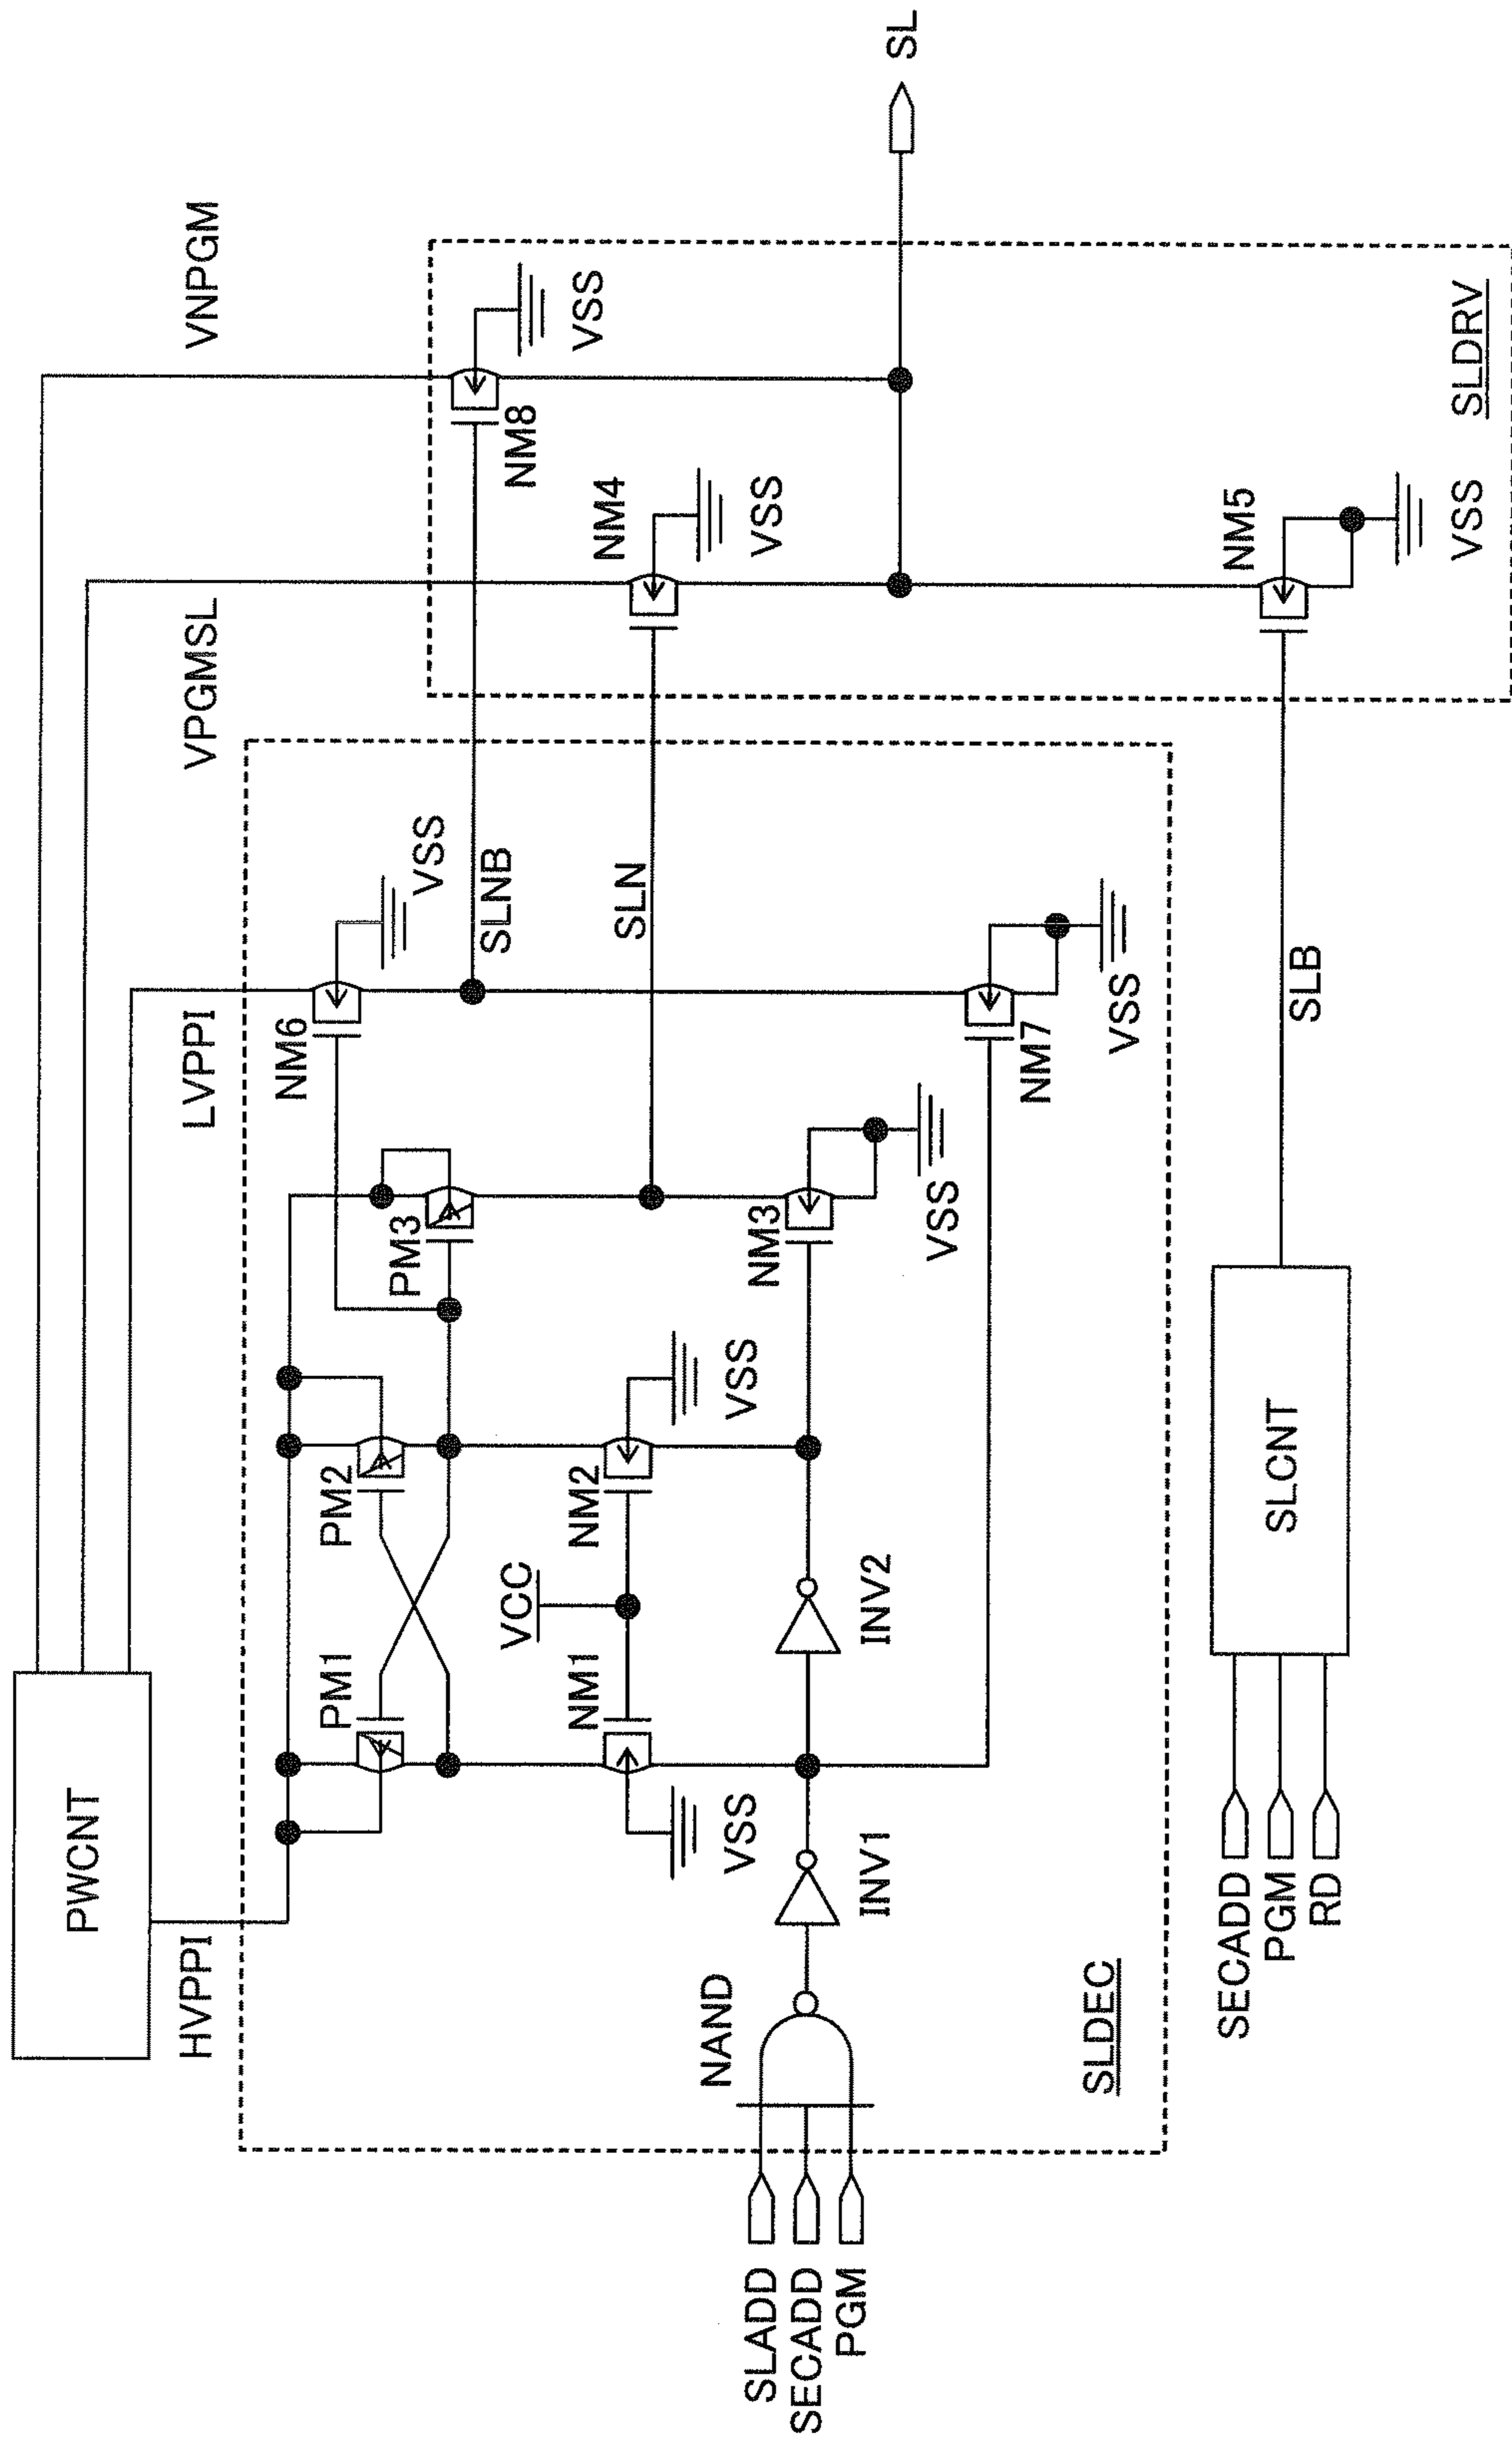 PWCNT
HVPPI
LVPPI
VPGMSL
VNPGM
PM1
PM2
PM3
NM6
VSS
VCC
NM1
NM2
VSS
VSS
SLNB
SLN
NM8
VSS
NM4
VSS
SL
NAND
INV1
INV2
NM3
VSS
NM7
VSS
SLADD
SECADD
PGM
SLDEC
SECADD
PGM
RD
SLCNT
SLB
NM5
VSS
SLDRV